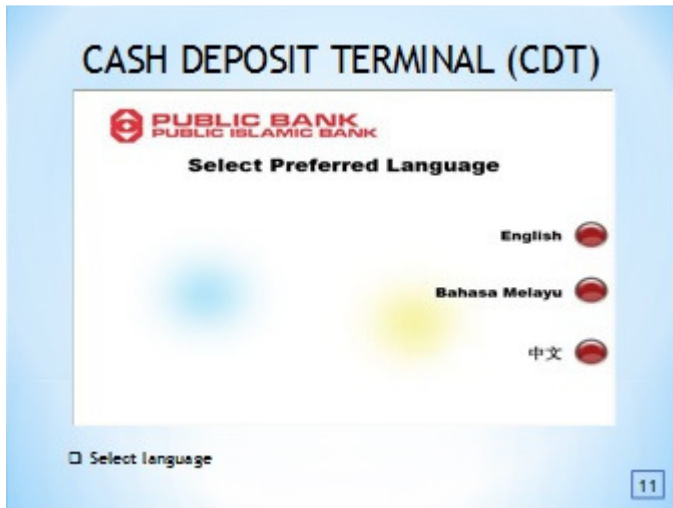 CASH DEPOSIT TERMINAL (CDT)
PUBLIC BANK
PUBLIC ISLAMIC BANK
Select Preferred Language
English
Bahasa Melayu
中文
Select language
11